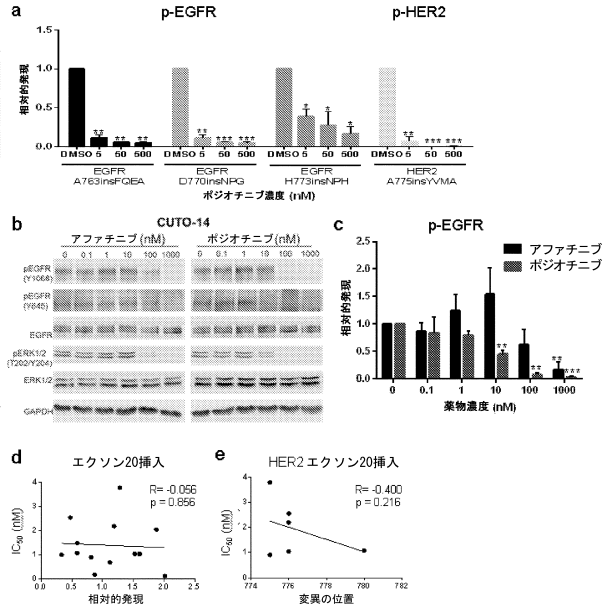 a
p-EGFR
p-HER2
相対的発現
1.5
1.0
0.5
0.0
** ** **
** *** ***
* * *
** *** ***
DMSO 5 50 500
DMSO 5 50 500
DMSO 5 50 500
DMSO 5 50 500
EGFR
A763insFQEA
EGFR
D770insNPG
EGFR
H773insNPH
HER2
A775insYVMA
ポジオチニブ濃度 (nM)
b
CUTO-14
アファチニブ (nM)
ポジオチニブ (nM)
0 0.1 1 10 100 1000
0 0.1 1 10 100 1000
pEGFR
(Y1068)
pEGFR
(Y845)
EGFR
pERK1/2
(T202/Y204)
ERK1/2
GAPDH
c
p-EGFR
アファチニブ
ポジオチニブ
相対的発現
2.5
2.0
1.5
1.0
0.5
0.0
** ** ** ***
0 0.1 1 10 100 1000
薬物濃度 (nM)
d
エクソン20挿入
R= -0.056
p = 0.856
IC50 (nM)
4
3
2
1
0
0.0 0.5 1.0 1.5 2.0 2.5
相対的発現
e
HER2 エクソン20挿入
R= -0.400
p = 0.216
IC50 (nM)
4
3
2
1
0
774 776 778 780 782
変異の位置